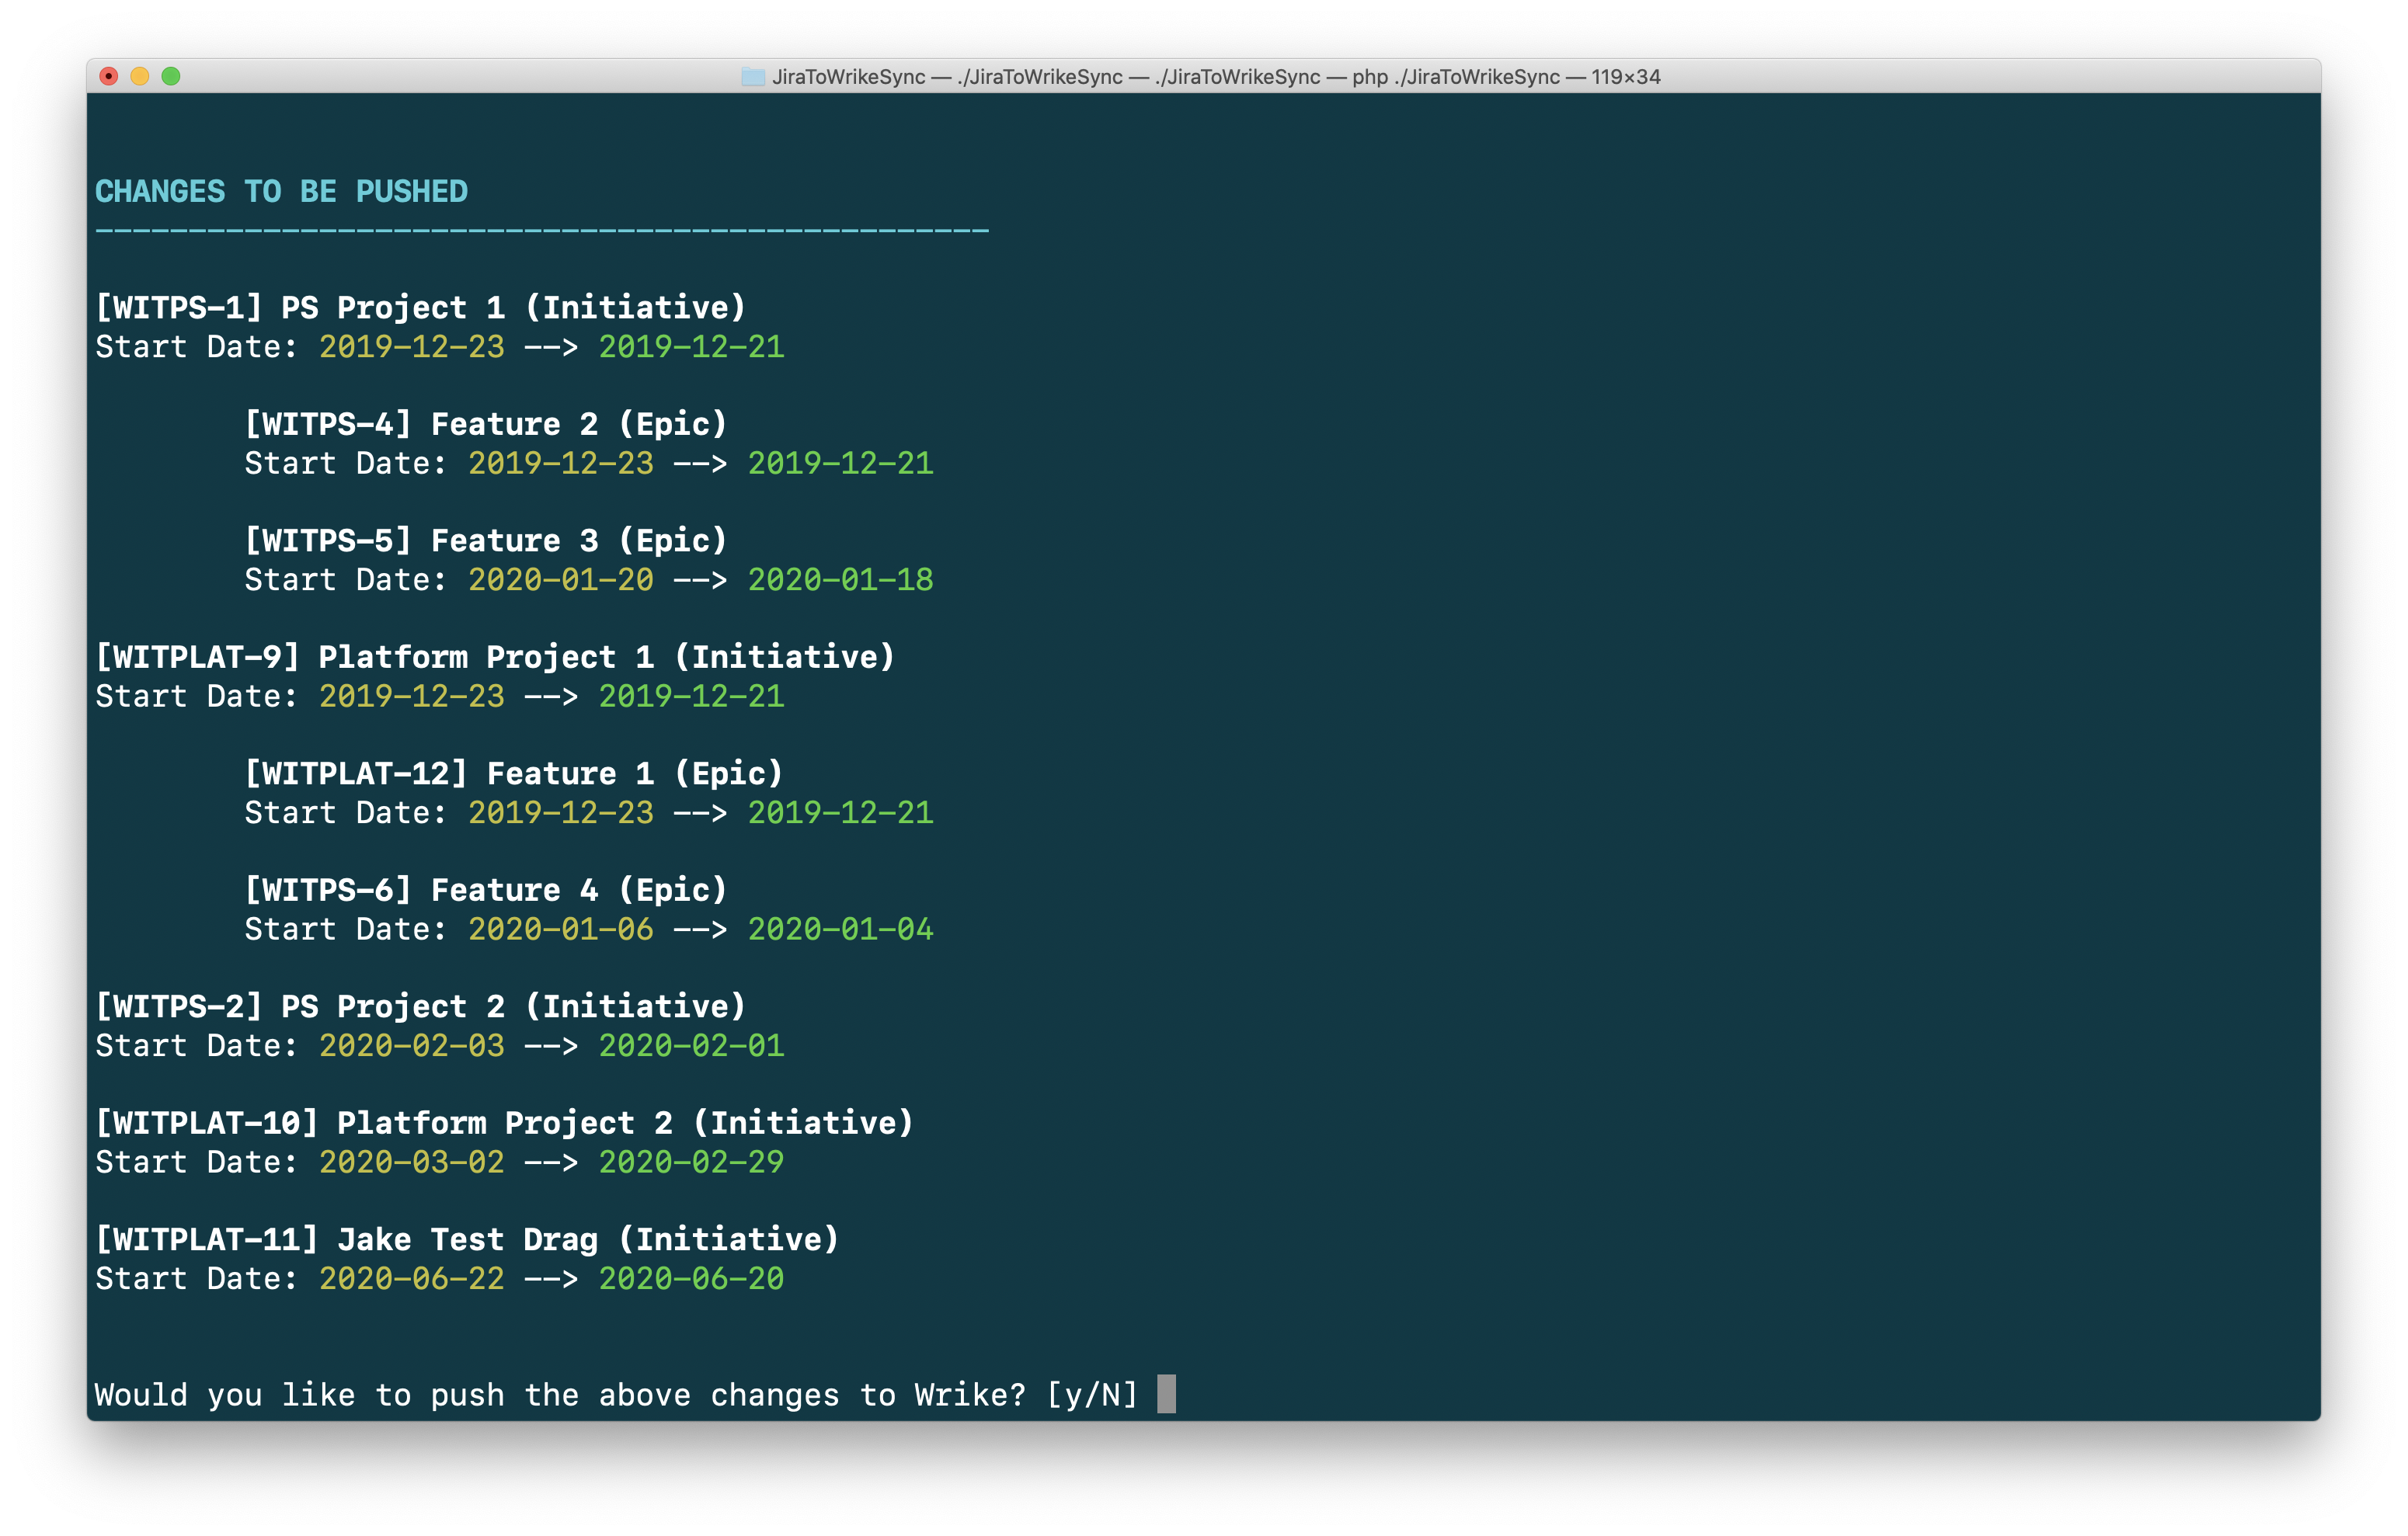 JiraToWrikeSync — ./JiraToWrikeSync — ./JiraToWrikeSync — php ./JiraToWrikeSync — 119×34
CHANGES TO BE PUSHED
------------------------------------------------
[WITPS-1] PS Project 1 (Initiative)
Start Date: 2019-12-23 --> 2019-12-21
[WITPS-4] Feature 2 (Epic)
Start Date: 2019-12-23 --> 2019-12-21
[WITPS-5] Feature 3 (Epic)
Start Date: 2020-01-20 --> 2020-01-18
[WITPLAT-9] Platform Project 1 (Initiative)
Start Date: 2019-12-23 --> 2019-12-21
[WITPLAT-12] Feature 1 (Epic)
Start Date: 2019-12-23 --> 2019-12-21
[WITPS-6] Feature 4 (Epic)
Start Date: 2020-01-06 --> 2020-01-04
[WITPS-2] PS Project 2 (Initiative)
Start Date: 2020-02-03 --> 2020-02-01
[WITPLAT-10] Platform Project 2 (Initiative)
Start Date: 2020-03-02 --> 2020-02-29
[WITPLAT-11] Jake Test Drag (Initiative)
Start Date: 2020-06-22 --> 2020-06-20
Would you like to push the above changes to Wrike? [y/N]